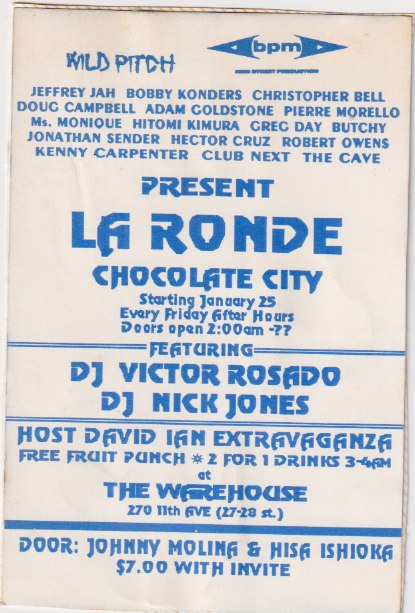 WILD PITCH
bpm
JEFFREY JAH BOBBY KONDERS CHRISTOPHER BELL
DOUG CAMPBELL ADAM GOLDSTONE PIERRE MORELLO
Ms. MONIQUE HITOMI KIMURA GREG DAY BUTCHY
JONATHAN SENDER HECTOR CRUZ ROBERT OWENS
KENNY CARPENTER CLUB NEXT THE CAVE
PRESENT
LA RONDE
CHOCOLATE CITY
Starting January 25
Every Friday After Hours
Doors open 2:00am -??
FEATURING
DJ VICTOR ROSADO
DJ NICK JONES
HOST DAVID IAN EXTRAVAGANZA
FREE FRUIT PUNCH * 2 FOR 1 DRINKS 3-4AM
at
THE WAREHOUSE
270 11th AVE (27-28 st.)
DOOR: JOHNNY MOLINA & HISA ISHIOKA
$7.00 WITH INVITE